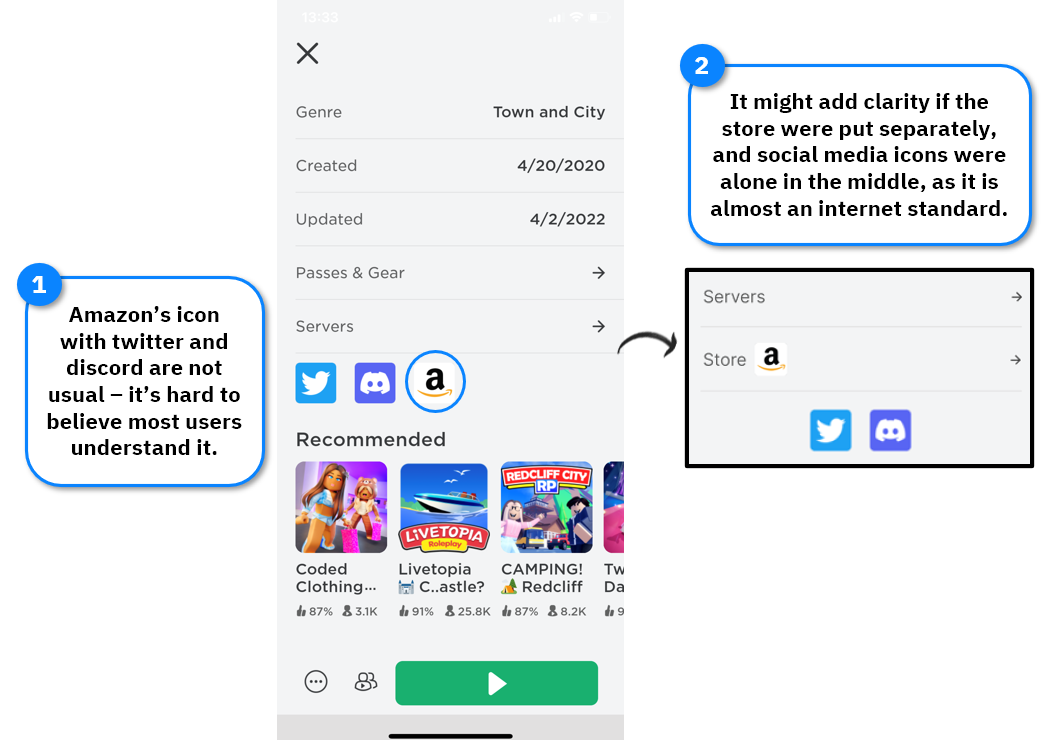 13:33
Genre Town and City
Created 4/20/2020
Updated 4/2/2022
Passes & Gear
Servers
Recommended
REDCLIFF CITY
RP
LiVETOPIA
Roleplay
Coded
Clothing...
87% 3.1K
Livetopia
C..astle?
91% 25.8K
CAMPING!
Redcliff
87% 8.2K
Tw
Da
9
1
Amazon’s icon
with twitter and
discord are not
usual – it’s hard to
believe most users
understand it.
2
It might add clarity if the
store were put separately,
and social media icons were
alone in the middle, as it is
almost an internet standard.
Servers
Store a
a